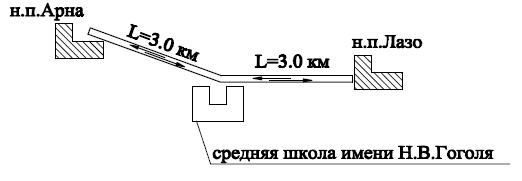 н.п.Арна
L=3.0 км
н.п.Лазо
L=3.0 км
средняя школа имени Н.В.Гоголя